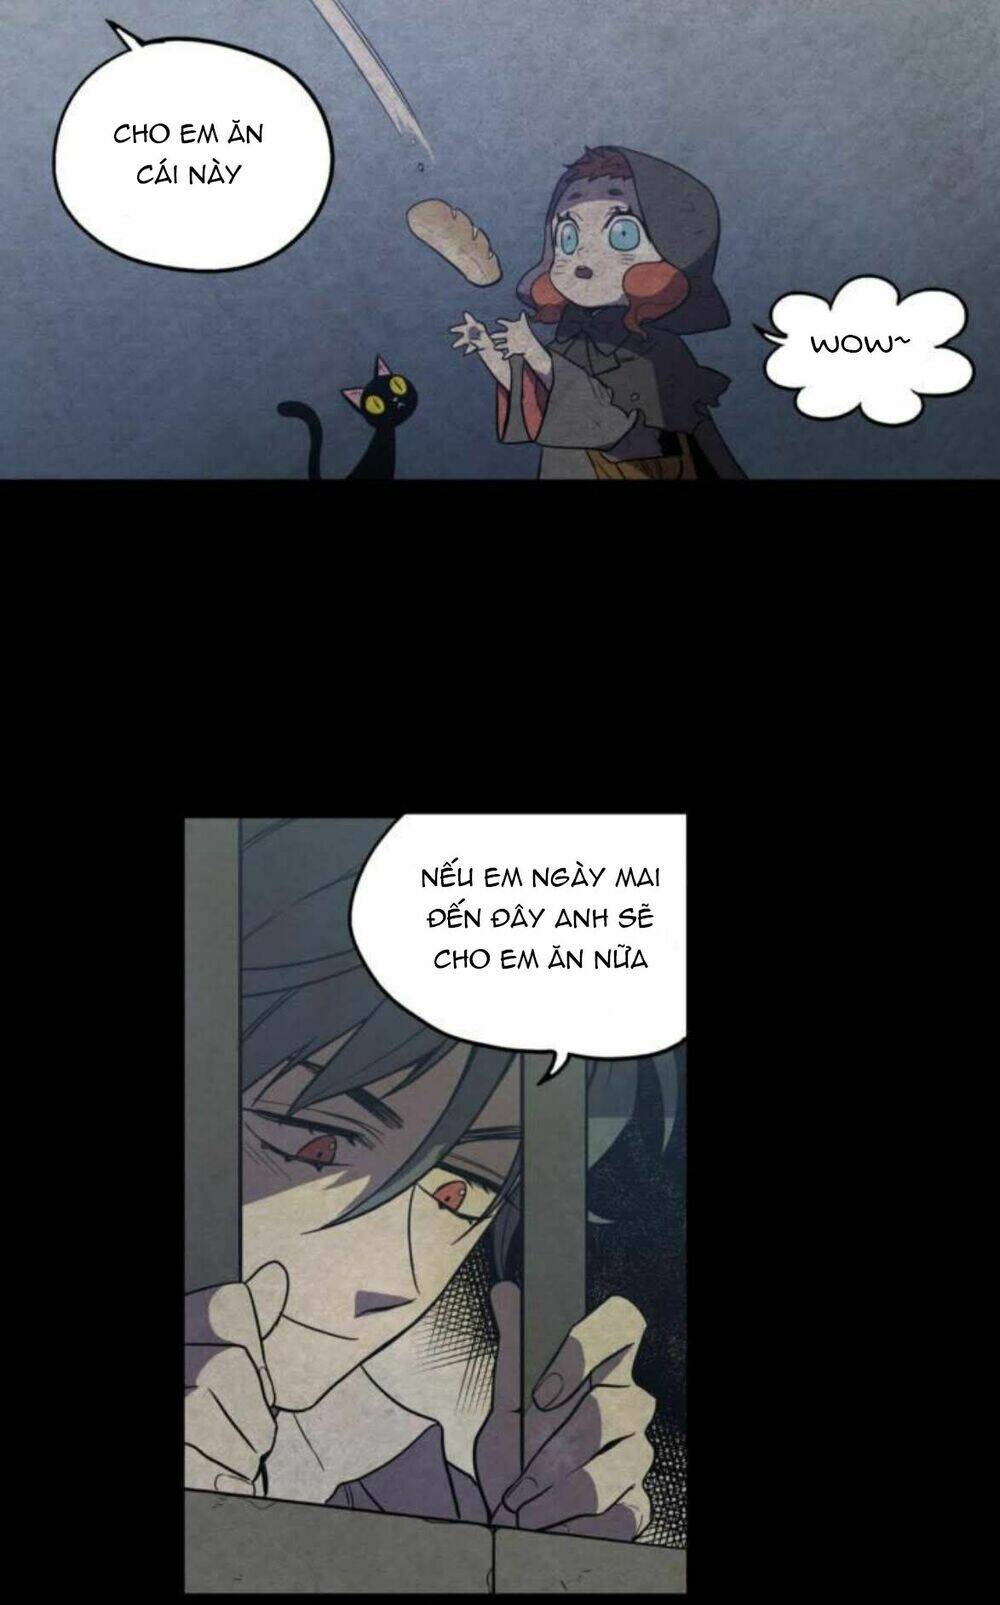 CHO EM ĂN
CÁI NÀY
WOW~
NẾU EM NGÀY MAI
ĐẾN ĐÂY ANH SẼ
CHO EM ĂN NỮA